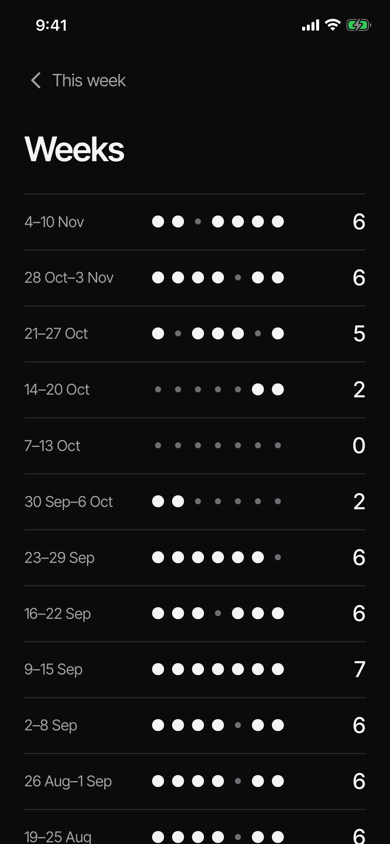 9:41
This week
Weeks
4–10 Nov 6
28 Oct–3 Nov 6
21–27 Oct 5
14–20 Oct 2
7–13 Oct 0
30 Sep–6 Oct 2
23–29 Sep 6
16–22 Sep 6
9–15 Sep 7
2–8 Sep 6
26 Aug–1 Sep 6
19–25 Aug 6